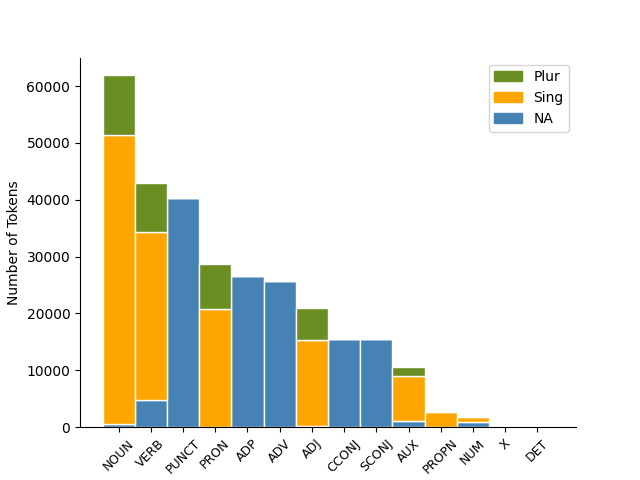 Plur
Sing
NA
Number of Tokens
60000
50000
40000
30000
20000
10000
0
NOUN
VERB
PUNCT
PRON
ADP
ADV
ADJ
CCONJ
SCONJ
AUX
PROPN
NUM
X
DET